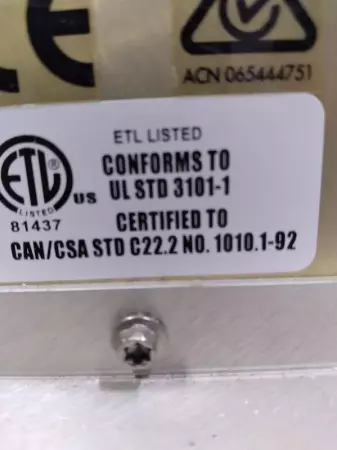 CE
ACN 065444751
ETL LISTED
CONFORMS TO
UL STD 3101-1
ETL
LISTED
US
81437
CERTIFIED TO
CAN/CSA STD C22.2 NO. 1010.1-92